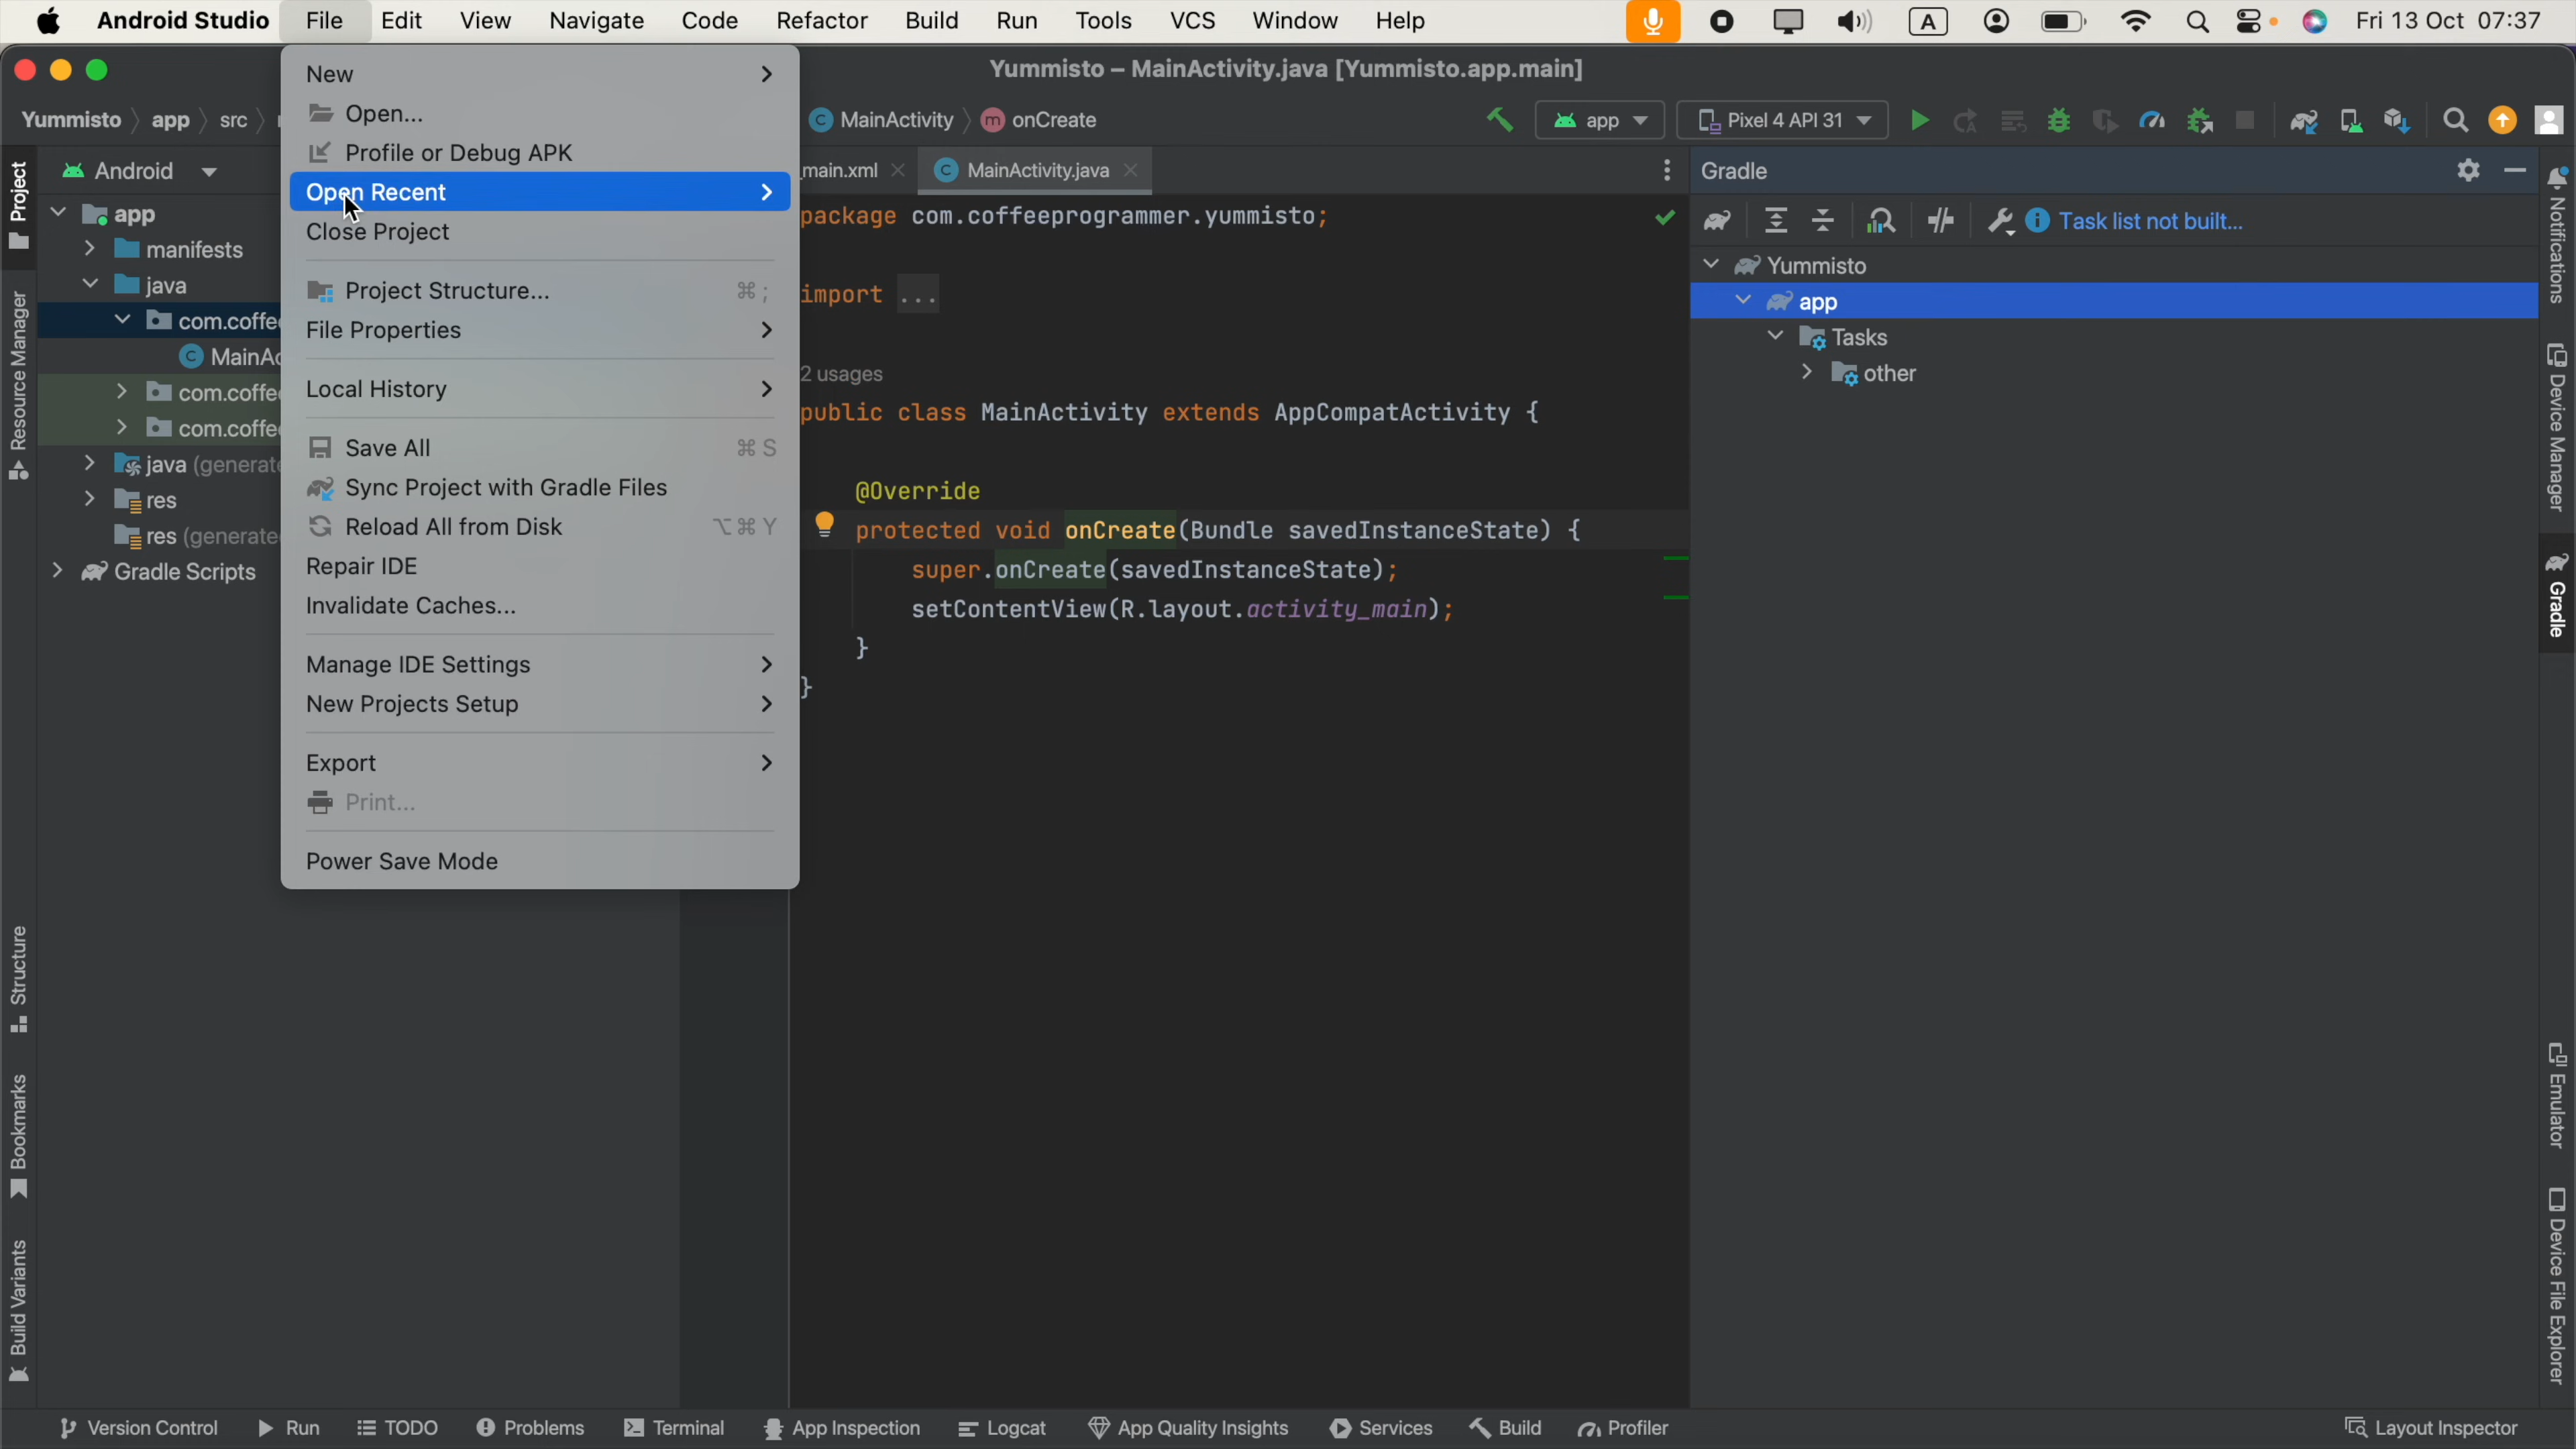 Android Studio File Edit View Navigate Code Refactor Build Run Tools VCS Window Help A Fri 13 Oct 07:37
Yummisto – MainActivity.java [Yummisto.app.main]
Yummisto app src MainActivity m onCreate app Pixel 4 API 31
New
Open...
Profile or Debug APK
Open Recent
Close Project
Project Structure... ⌘ ;
File Properties
Local History
Save All ⌘ S
Sync Project with Gradle Files
Reload All from Disk ⌥⌘ Y
Repair IDE
Invalidate Caches...
Manage IDE Settings
New Projects Setup
Export
Print...
Power Save Mode
Project
Resource Manager
Structure
Bookmarks
Build Variants
Android
app
manifests
java
com.coffe
MainAc
com.coffe
com.coffe
java (generate
res
res (generate
Gradle Scripts
_main.xml MainActivity.java
package com.coffeeprogrammer.yummisto;
import ...
2 usages
public class MainActivity extends AppCompatActivity {
@Override
protected void onCreate(Bundle savedInstanceState) {
super.onCreate(savedInstanceState);
setContentView(R.layout.activity_main);
}
}
Gradle
Task list not built...
Yummisto
app
Tasks
other
Notifications
Device Manager
Gradle
Emulator
Device File Explorer
Version Control Run TODO Problems Terminal App Inspection Logcat App Quality Insights Services Build Profiler Layout Inspector